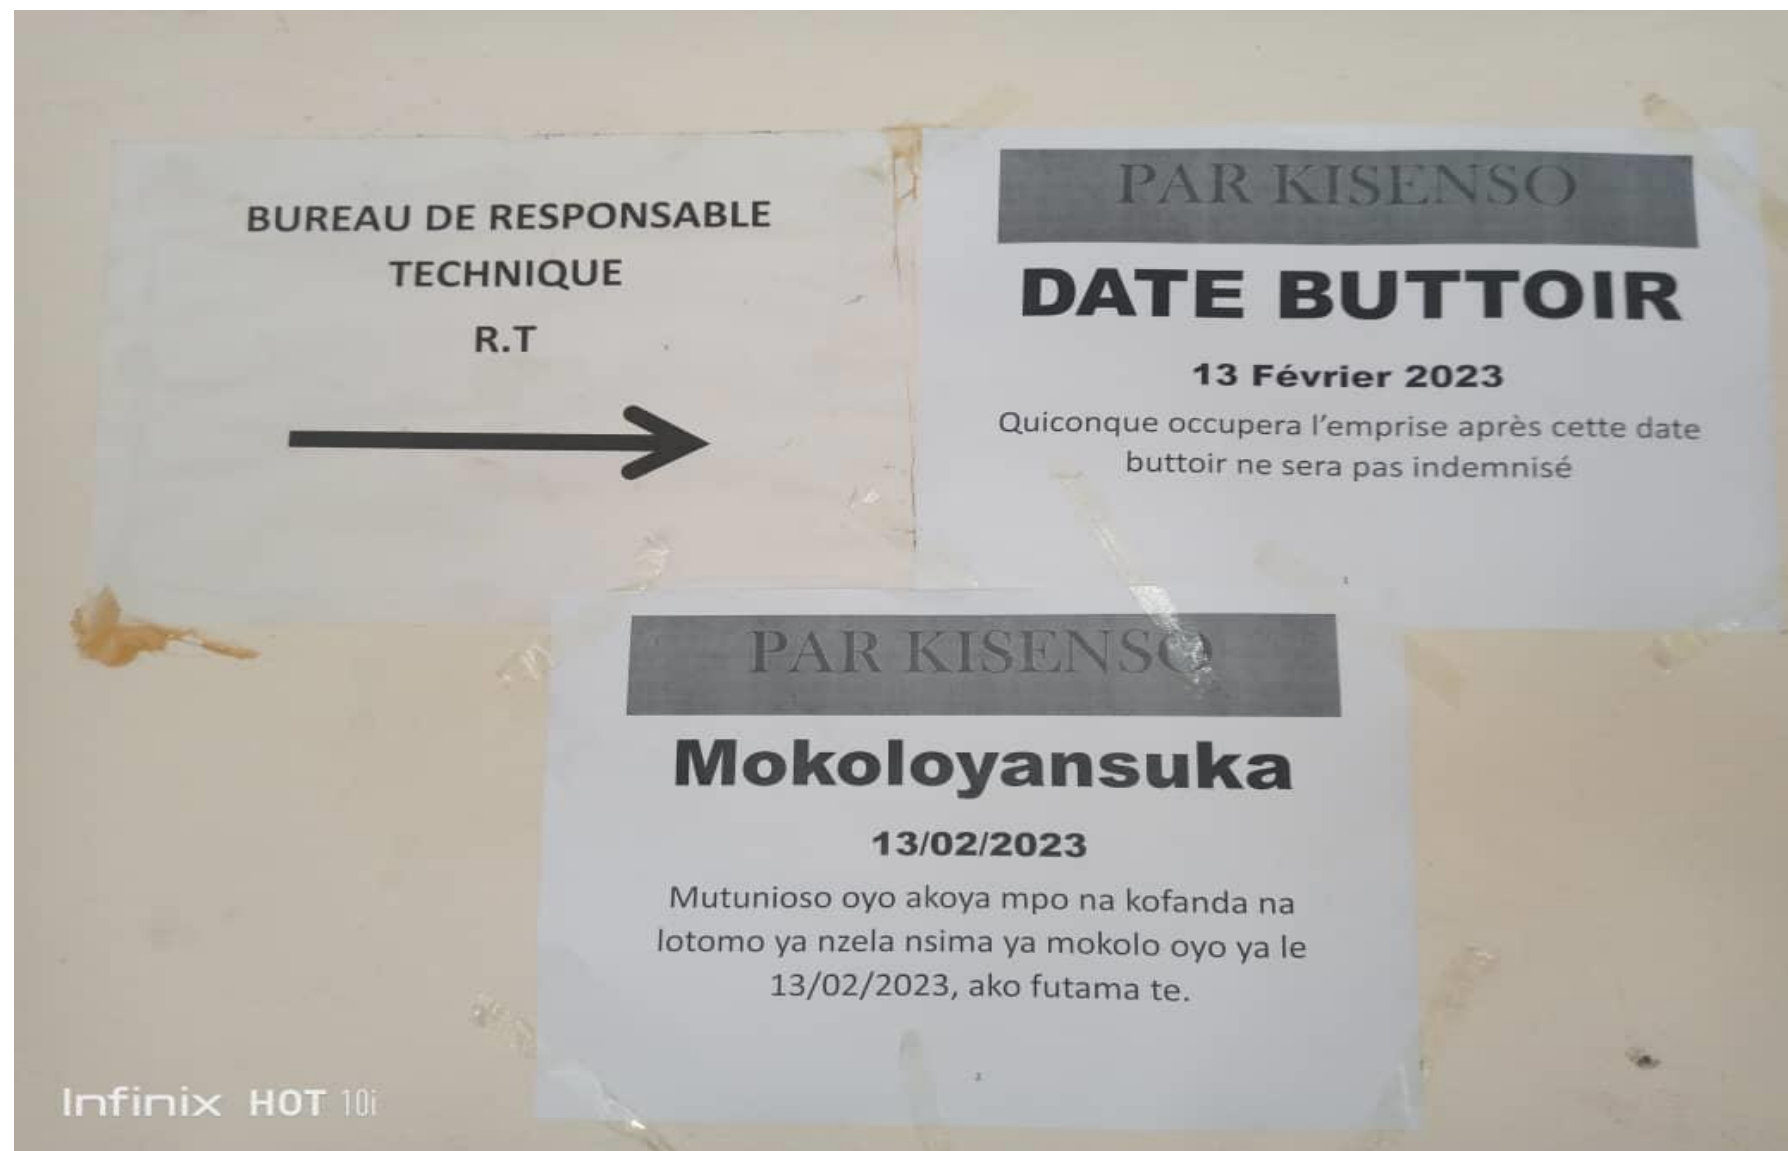 BUREAU DE RESPONSABLE
TECHNIQUE
R.T
PAR KISENSO
DATE BUTTOIR
13 Février 2023
Quiconque occupera l'emprise après cette date
buttoir ne sera pas indemnisé
1
PAR KISENSO
Mokoloyansuka
13/02/2023
Mutunioso oyo akoya mpo na kofanda na
lotomo ya nzela nsima ya mokolo oyo ya le
13/02/2023, ako futama te.
2
Infinix HOT 10i